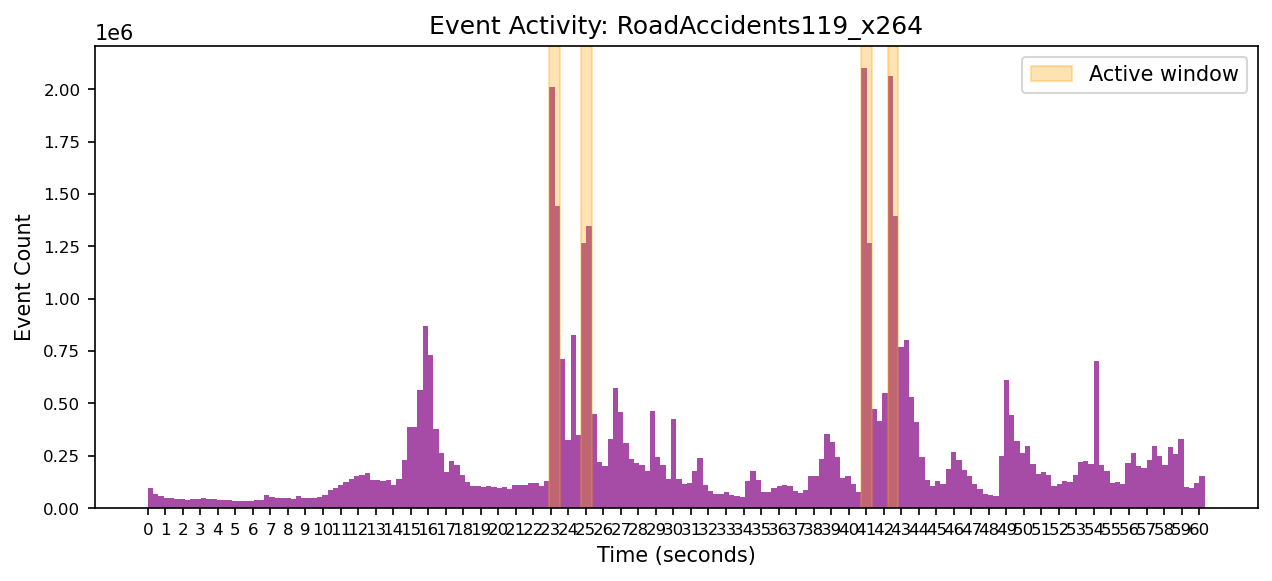 Event Activity: RoadAccidents119_x264
1e6
Active window
2.00
1.75
1.50
1.25
1.00
0.75
0.50
0.25
0.00
Event Count
0 1 2 3 4 5 6 7 8 9 10 11 12 13 14 15 16 17 18 19 20 21 22 23 24 25 26 27 28 29 30 31 32 33 34 35 36 37 38 39 40 41 42 43 44 45 46 47 48 49 50 51 52 53 54 55 56 57 58 59 60
Time (seconds)